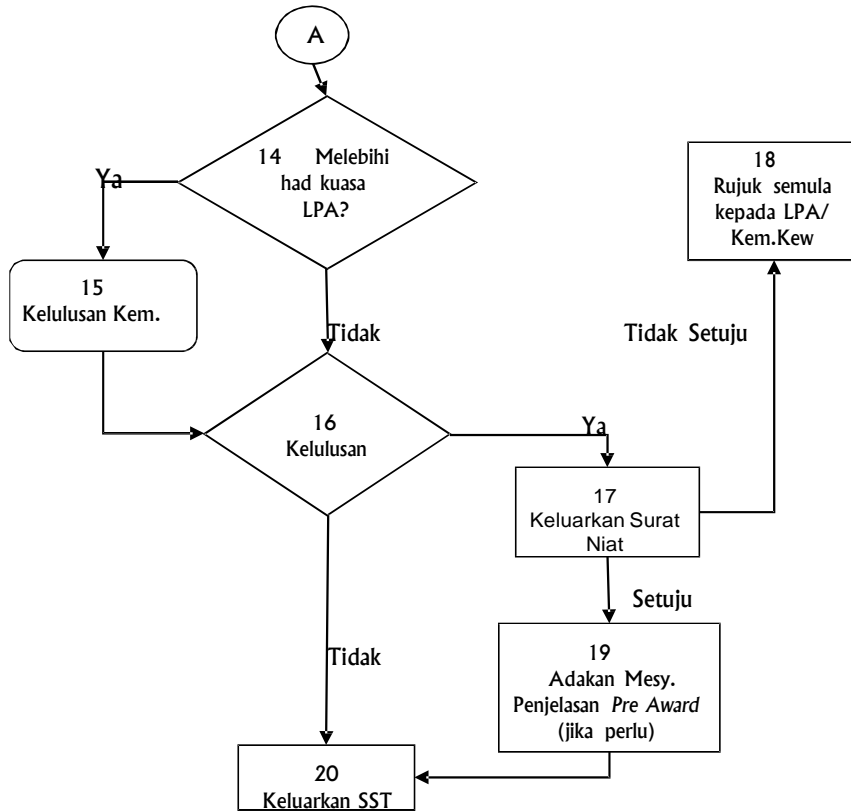 A
14 Melebihi
had kuasa
LPA?
Ya
15
Kelulusan Kem.
Tidak
16
Kelulusan
Ya
17
Keluarkan Surat
Niat
Tidak Setuju
18
Rujuk semula
kepada LPA/
Kem.Kew
Setuju
19
Adakan Mesy.
Penjelasan Pre Award
(jika perlu)
Tidak
20
Keluarkan SST